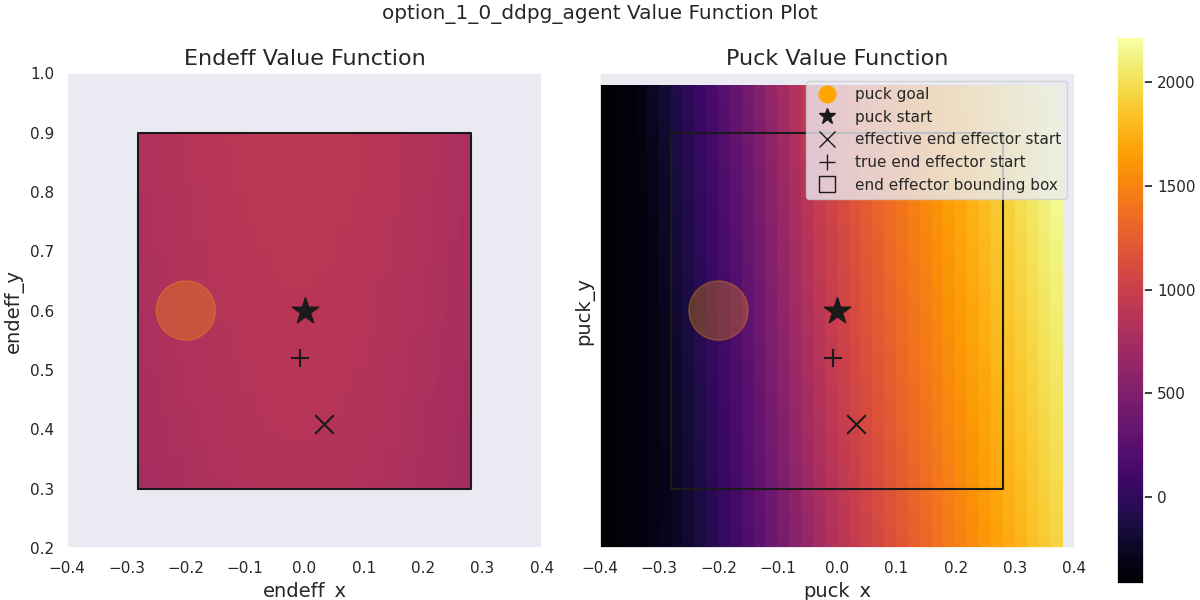 option_1_0_ddpg_agent Value Function Plot
Endeff Value Function
1.0
0.9
0.8
0.7
0.6
0.5
0.4
0.3
0.2
endeff_y
−0.4 −0.3 −0.2 −0.1 0.0 0.1 0.2 0.3 0.4
endeff_x
Puck Value Function
puck goal
puck start
effective end effector start
true end effector start
end effector bounding box
puck_y
−0.4 −0.3 −0.2 −0.1 0.0 0.1 0.2 0.3 0.4
puck_x
2000
1500
1000
500
0